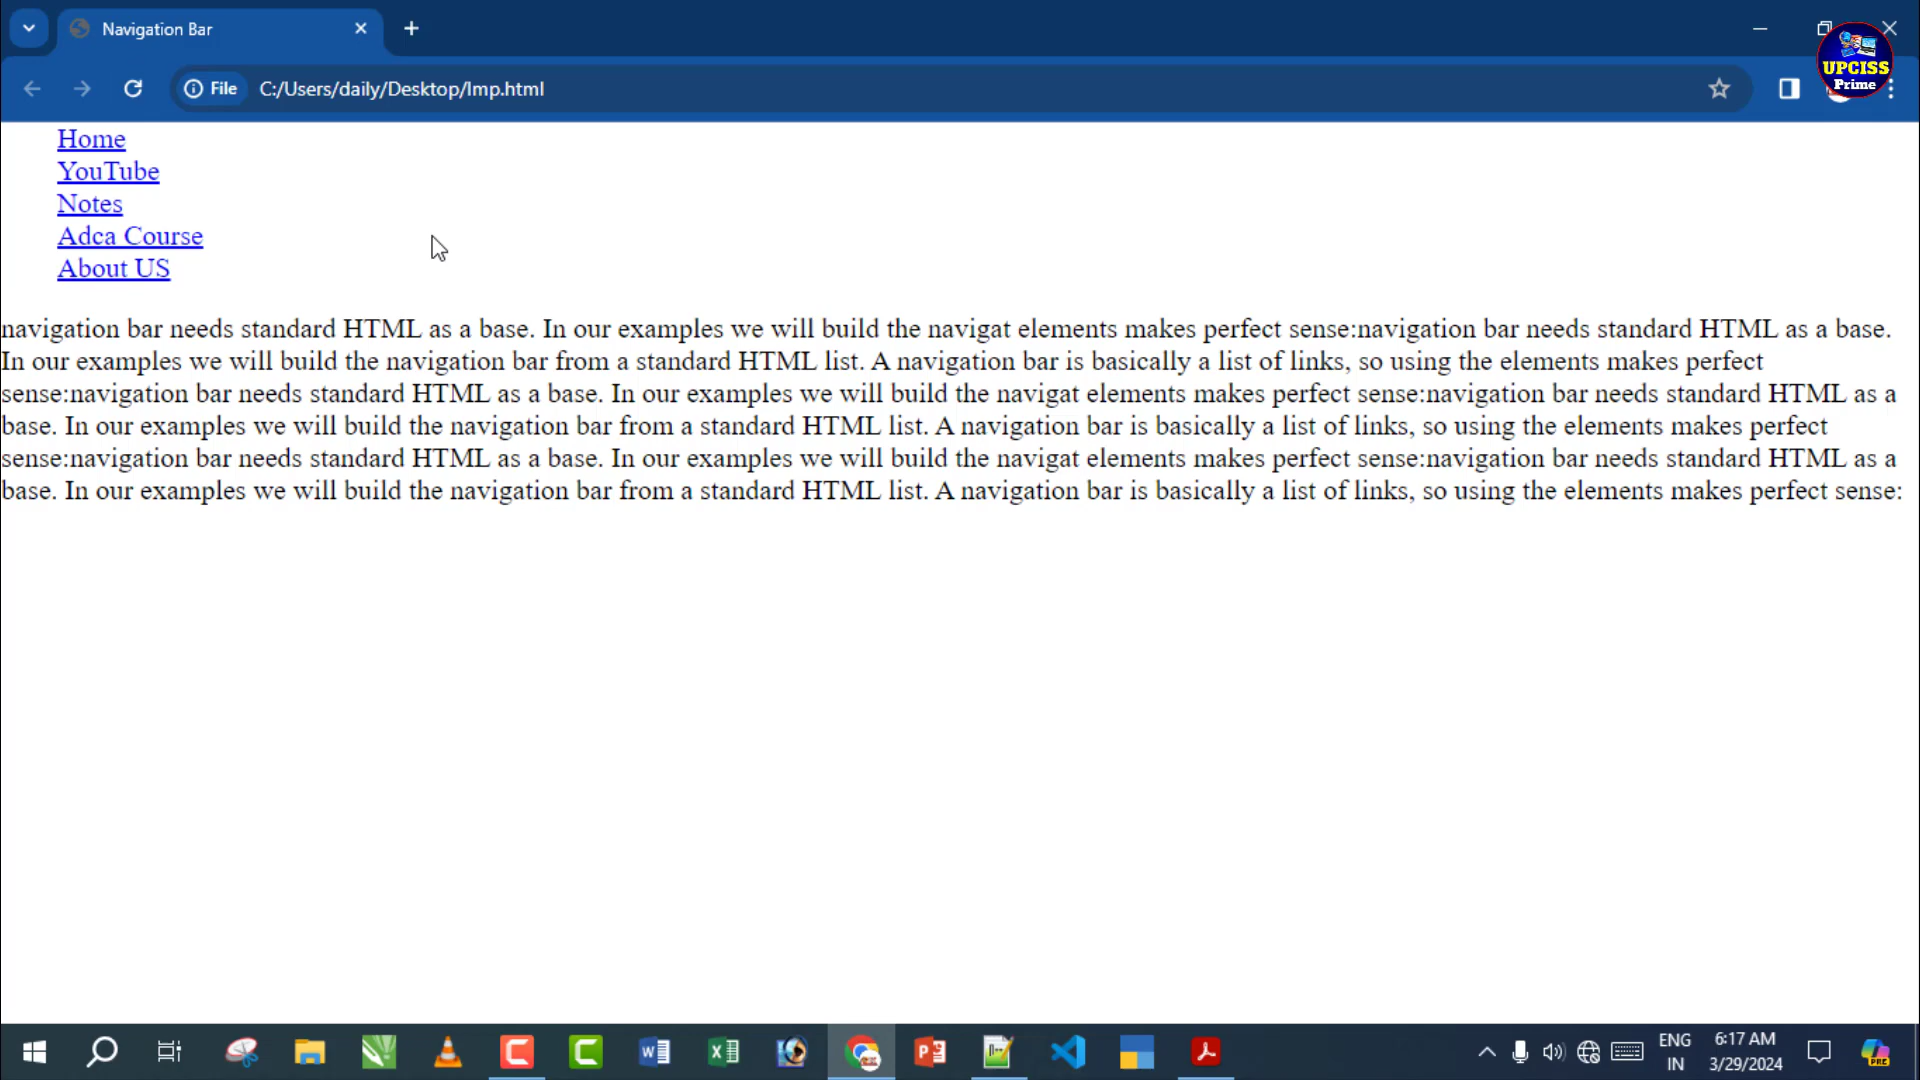 Navigation Bar
File
C:/Users/daily/Desktop/Imp.html
UPCISS
Prime
Home
YouTube
Notes
Adca Course
About US
navigation bar needs standard HTML as a base. In our examples we will build the navigat elements makes perfect sense:navigation bar needs standard HTML as a base.
In our examples we will build the navigation bar from a standard HTML list. A navigation bar is basically a list of links, so using the elements makes perfect
sense:navigation bar needs standard HTML as a base. In our examples we will build the navigat elements makes perfect sense:navigation bar needs standard HTML as a
base. In our examples we will build the navigation bar from a standard HTML list. A navigation bar is basically a list of links, so using the elements makes perfect
sense:navigation bar needs standard HTML as a base. In our examples we will build the navigat elements makes perfect sense:navigation bar needs standard HTML as a
base. In our examples we will build the navigation bar from a standard HTML list. A navigation bar is basically a list of links, so using the elements makes perfect sense:
ENG
IN
6:17 AM
3/29/2024
PRE